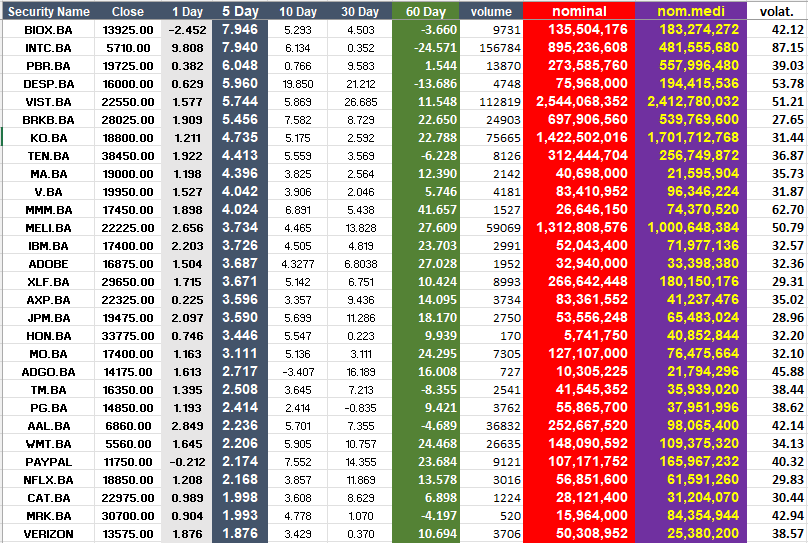 Security Name Close 1 Day 5 Day 10 Day 30 Day 60 Day volume nominal nom.medi volat.
BIOX.BA 13925.00 −2.452 7.946 5.293 4.503 -3.660 9731 135,504,176 183,274,272 42.12
INTC.BA 5710.00 9.808 7.940 6.134 0.352 -24.571 156784 895,236,608 481,555,680 87.15
PBR.BA 19725.00 0.382 6.048 0.766 9.583 1.544 13870 273,585,760 557,996,480 39.03
DESP.BA 16000.00 0.629 5.960 19.850 21.212 -13.686 4748 75,968,000 194,415,536 53.78
VIST.BA 22550.00 1.577 5.744 5.869 26.685 11.548 112819 2,544,068,352 2,412,780,032 51.21
BRKB.BA 28025.00 1.909 5.456 7.582 8.729 22.650 24903 697,906,560 539,769,600 27.65
KO.BA 18800.00 1.211 4.735 5.175 2.592 22.788 75665 1,422,502,016 1,701,712,768 31.44
TEN.BA 38450.00 1.922 4.413 5.559 3.569 -6.228 8126 312,444,704 256,749,872 36.87
MA.BA 19000.00 1.198 4.396 3.825 2.564 12.390 2142 40,698,000 21,595,904 35.73
V.BA 19950.00 1.527 4.042 3.906 2.046 5.746 4181 83,410,952 96,346,224 31.87
MMM.BA 17450.00 1.898 4.024 6.891 5.438 41.657 1527 26,646,150 74,370,520 62.70
MELI.BA 22225.00 2.656 3.734 4.465 13.828 27.609 59069 1,312,808,576 1,000,648,384 50.79
IBM.BA 17400.00 2.203 3.726 4.505 4.819 23.703 2991 52,043,400 71,977,136 32.57
ADOBE 16875.00 1.504 3.687 4.3277 6.8038 27.028 1952 32,940,000 33,398,380 32.36
XLF.BA 29650.00 1.715 3.671 5.142 6.751 10.424 8993 266,642,448 180,150,176 29.31
AXP.BA 22325.00 0.225 3.596 3.357 9.436 14.095 3734 83,361,552 41,237,476 35.02
JPM.BA 19475.00 2.097 3.590 5.699 11.286 18.170 2750 53,556,248 65,483,024 28.96
HON.BA 33775.00 0.746 3.446 5.547 0.223 9.939 170 5,741,750 40,852,844 32.20
MO.BA 17400.00 1.163 3.111 5.136 3.111 24.295 7305 127,107,000 76,475,664 32.10
ADGO.BA 14175.00 1.613 2.717 -3.407 16.189 16.008 727 10,305,225 21,794,296 45.88
TM.BA 16350.00 1.395 2.508 3.645 7.213 -8.355 2541 41,545,352 35,939,020 38.44
PG.BA 14850.00 1.193 2.414 2.414 -0.835 9.421 3762 55,865,700 37,951,996 38.62
AAL.BA 6860.00 2.849 2.236 5.701 7.355 -4.689 36832 252,667,520 98,065,400 42.14
WMT.BA 5560.00 1.645 2.206 5.905 10.757 24.468 26635 148,090,592 109,375,320 34.13
PAYPAL 11750.00 -0.212 2.174 7.552 14.355 23.684 9121 107,171,752 165,967,232 40.32
NFLX.BA 18850.00 1.208 2.168 3.857 11.869 13.578 3016 56,851,600 61,591,260 29.83
CAT.BA 22975.00 0.989 1.998 3.608 8.629 6.898 1224 28,121,400 31,204,070 30.44
MRK.BA 30700.00 0.904 1.993 4.778 1.070 -4.197 520 15,964,000 84,354,944 42.94
VERIZON 13575.00 1.876 1.876 3.429 0.370 10.694 3706 50,308,952 25,380,200 38.57